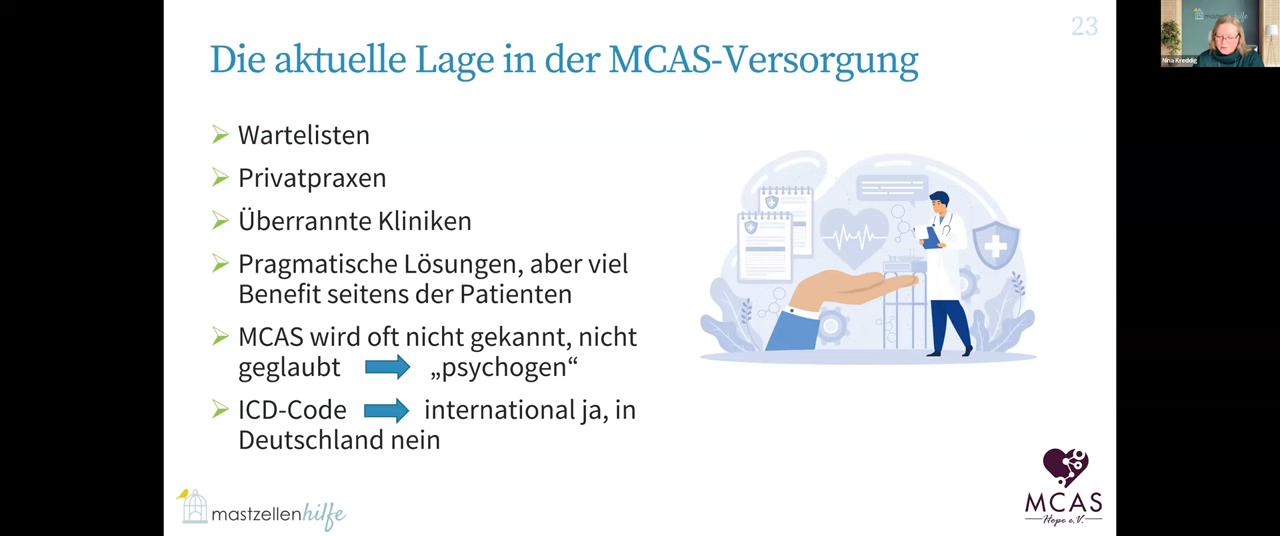 23
Die aktuelle Lage in der MCAS-Versorgung
Wartelisten
Privatpraxen
Überrannte Kliniken
Pragmatische Lösungen, aber viel
Benefit seitens der Patienten
MCAS wird oft nicht gekannt, nicht
geglaubt „psychogen“
ICD-Code international ja, in
Deutschland nein
mastzellenhilfe
MCAS
Hope e.V.
mastzellenhilfe
Nina Kreddig